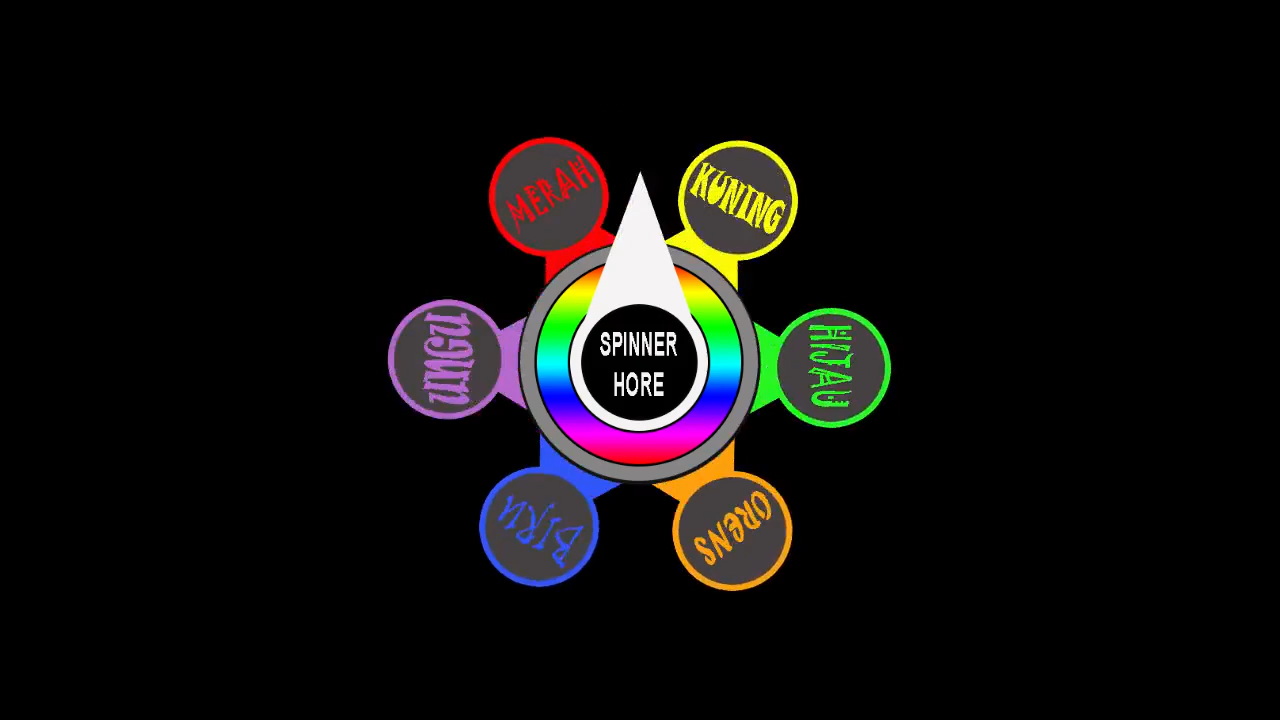 MERAH
KUNING
UNGU
SPINNER
HORE
HIJAU
BIRU
ORENS